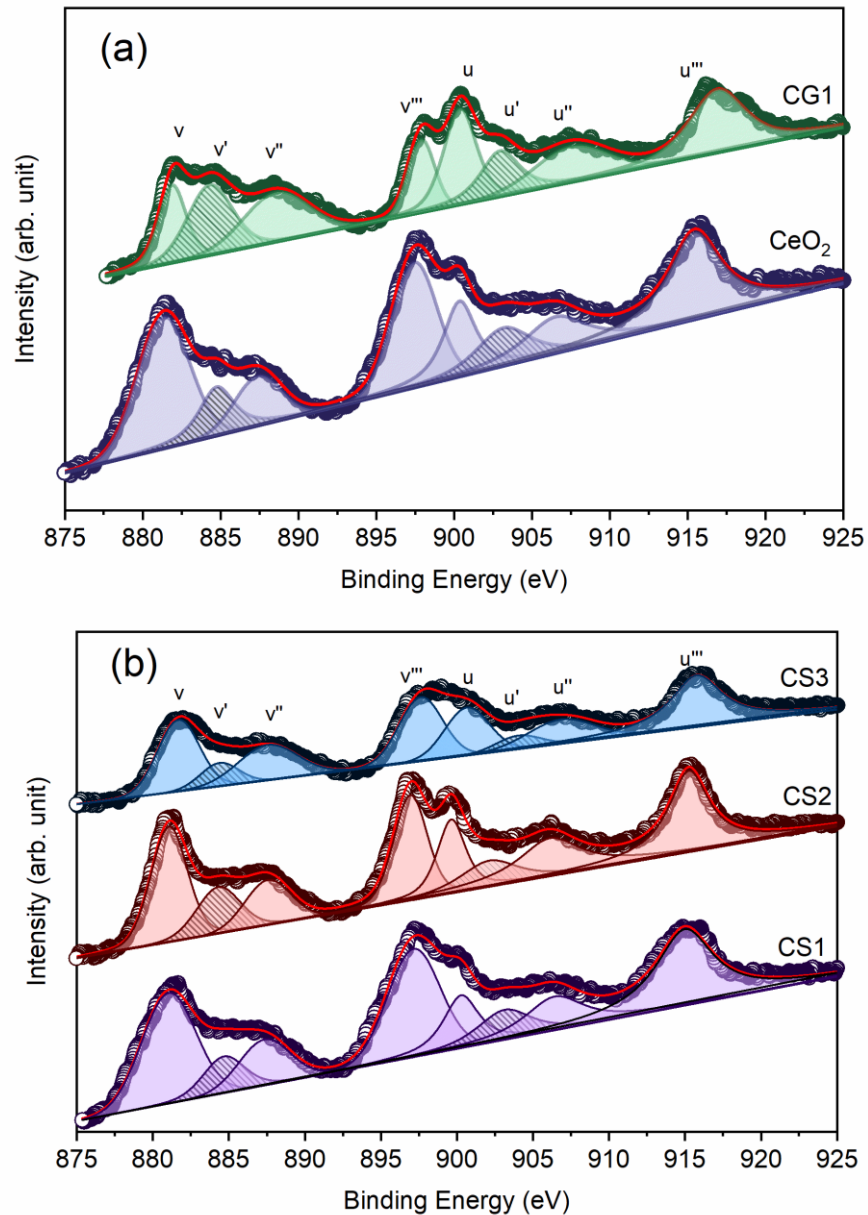 (a)
u
u'''
v'''
CG1
v
v'
v''
u'
u''
CeO₂
Intensity (arb. unit)
875 880 885 890 895 900 905 910 915 920 925
Binding Energy (eV)
(b)
v
v'
v''
v'''
u
u'
u''
u'''
CS3
CS2
CS1
Intensity (arb. unit)
875 880 885 890 895 900 905 910 915 920 925
Binding Energy (eV)